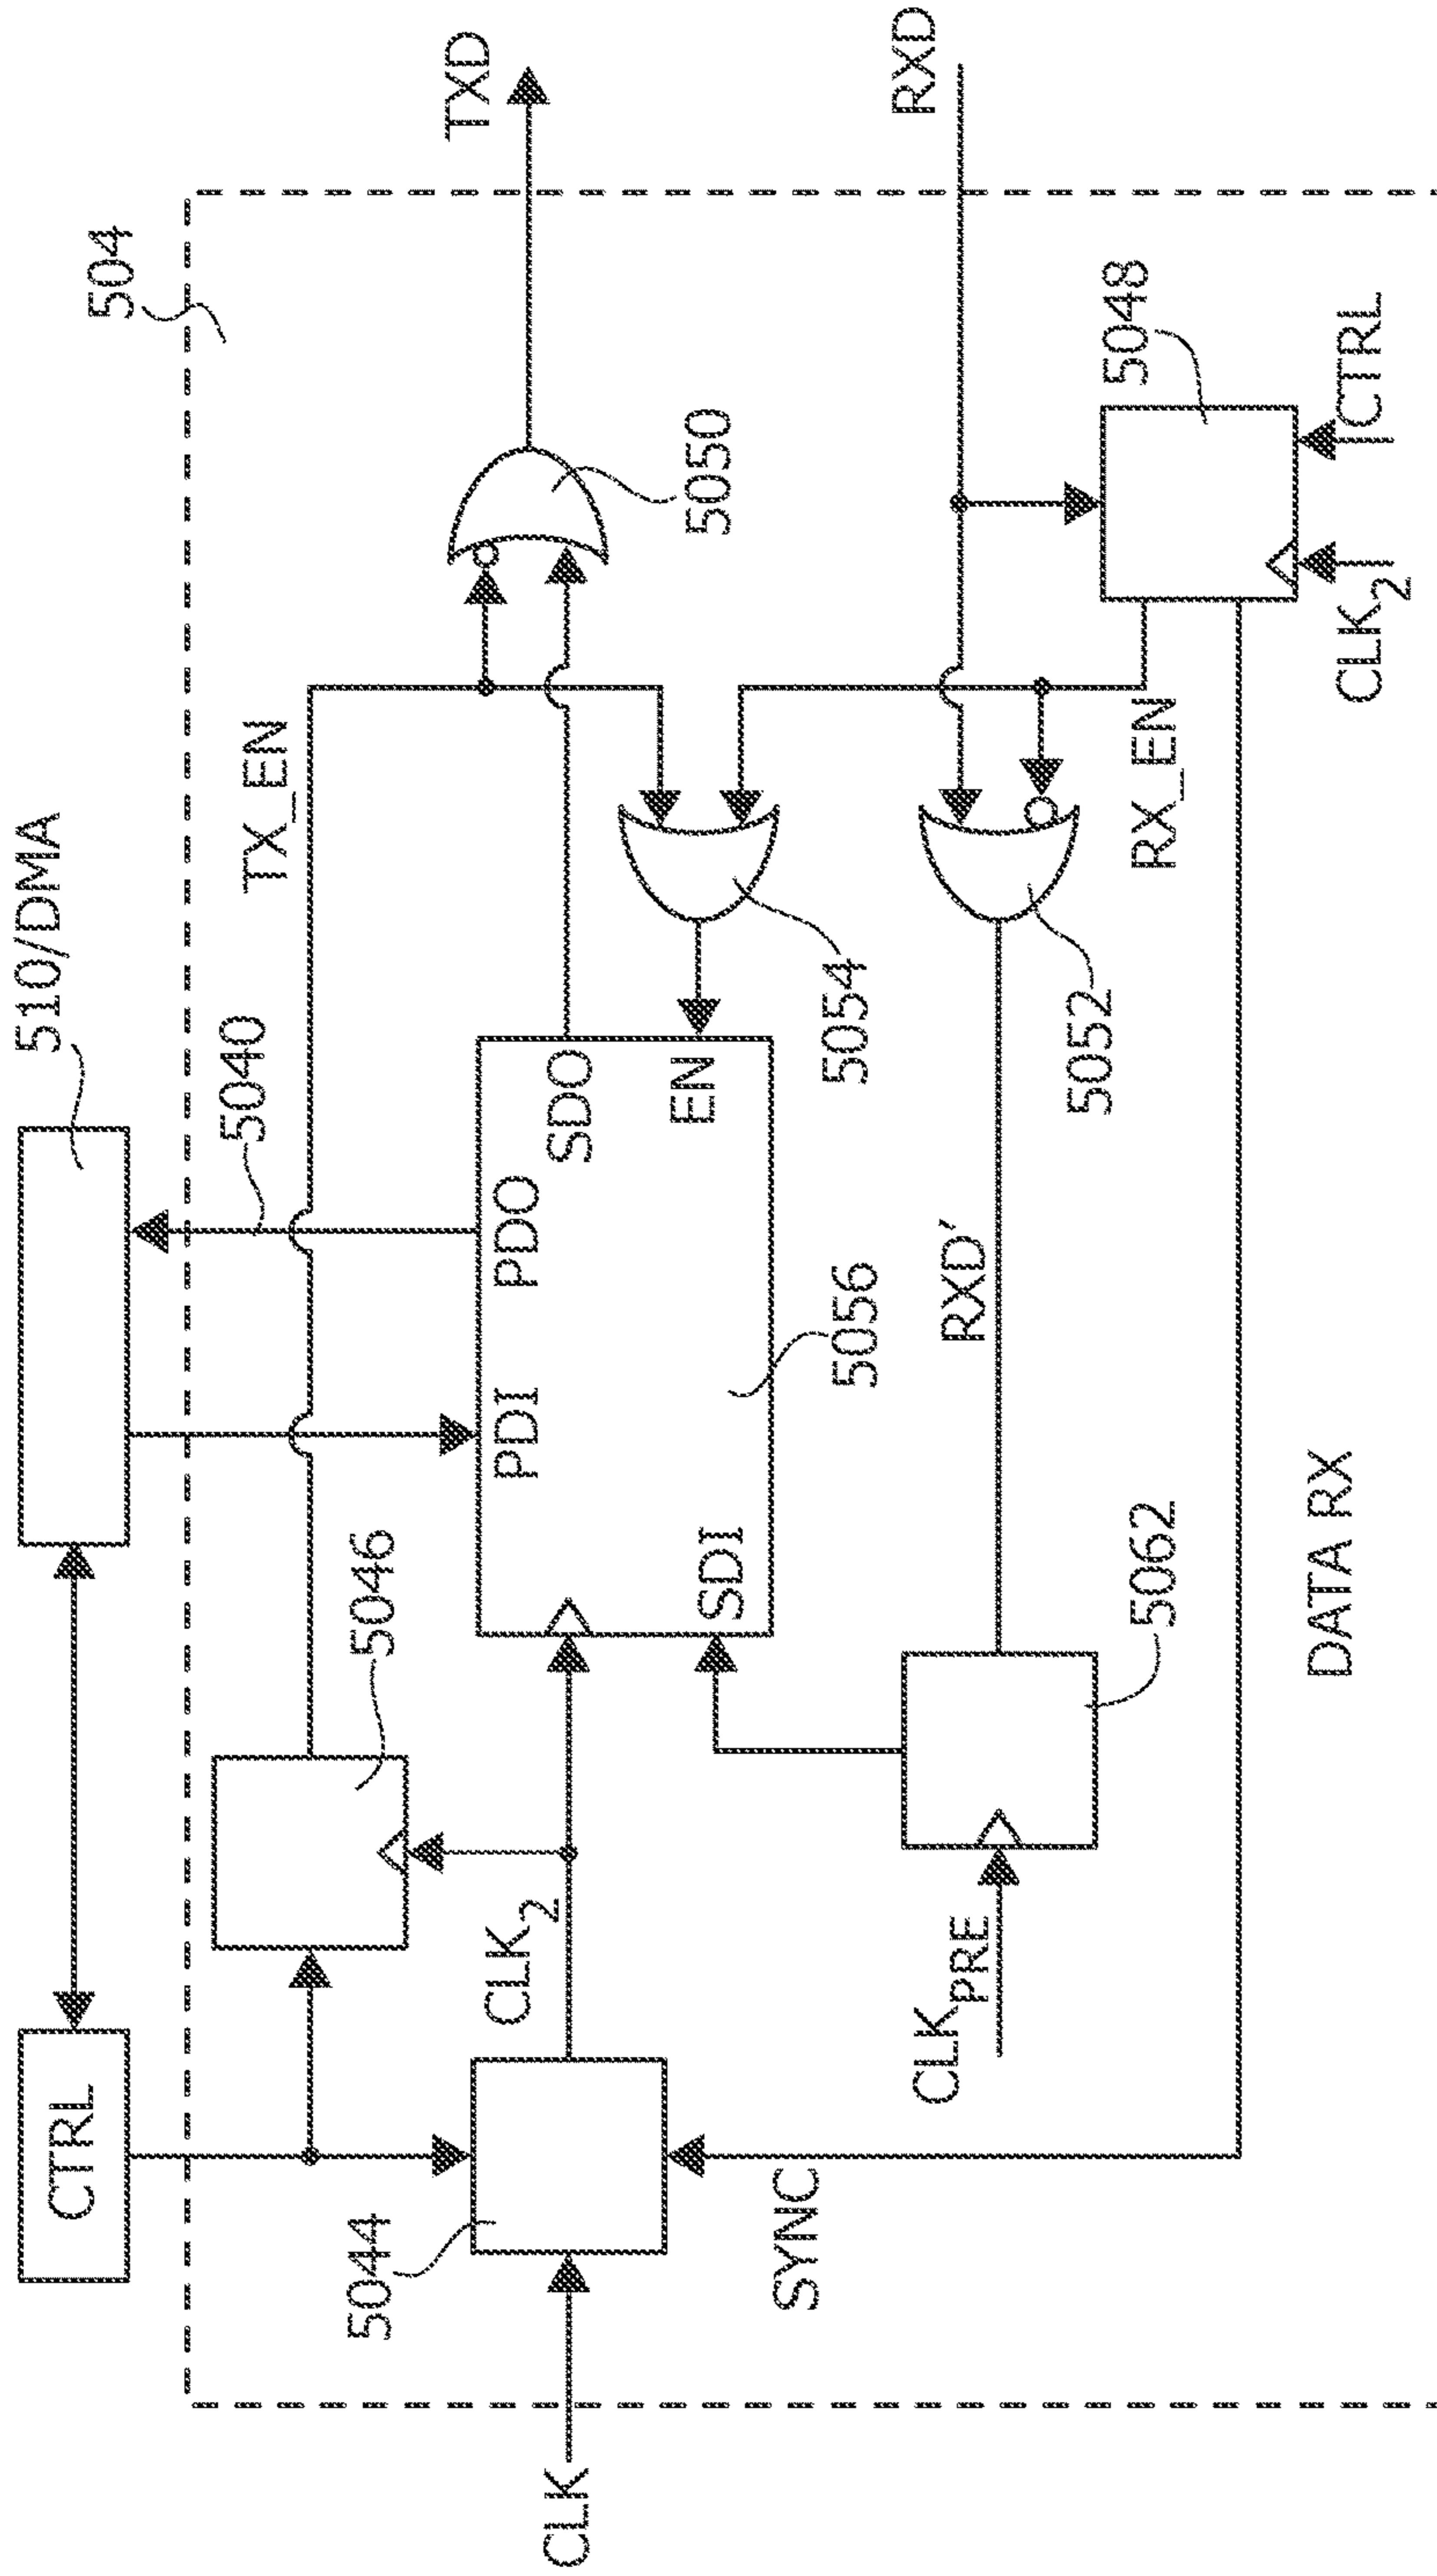 CTRL
510/DMA
504
5040
5046
TX_EN
TXD
5044
CLK
CLK2
PDI
PDO
SDO
5050
SDI
EN
5056
5054
SYNC
CLKPRE
RXD'
RXD
5062
5052
RX_EN
5048
DATA RX
CLK2
CTRL